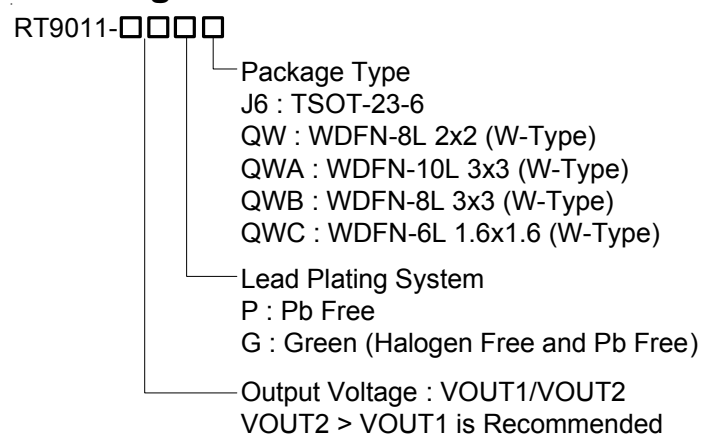 RT9011-□□□□
Package Type
J6 : TSOT-23-6
QW : WDFN-8L 2x2 (W-Type)
QWA : WDFN-10L 3x3 (W-Type)
QWB : WDFN-8L 3x3 (W-Type)
QWC : WDFN-6L 1.6x1.6 (W-Type)
Lead Plating System
P : Pb Free
G : Green (Halogen Free and Pb Free)
Output Voltage : VOUT1/VOUT2
VOUT2 > VOUT1 is Recommended